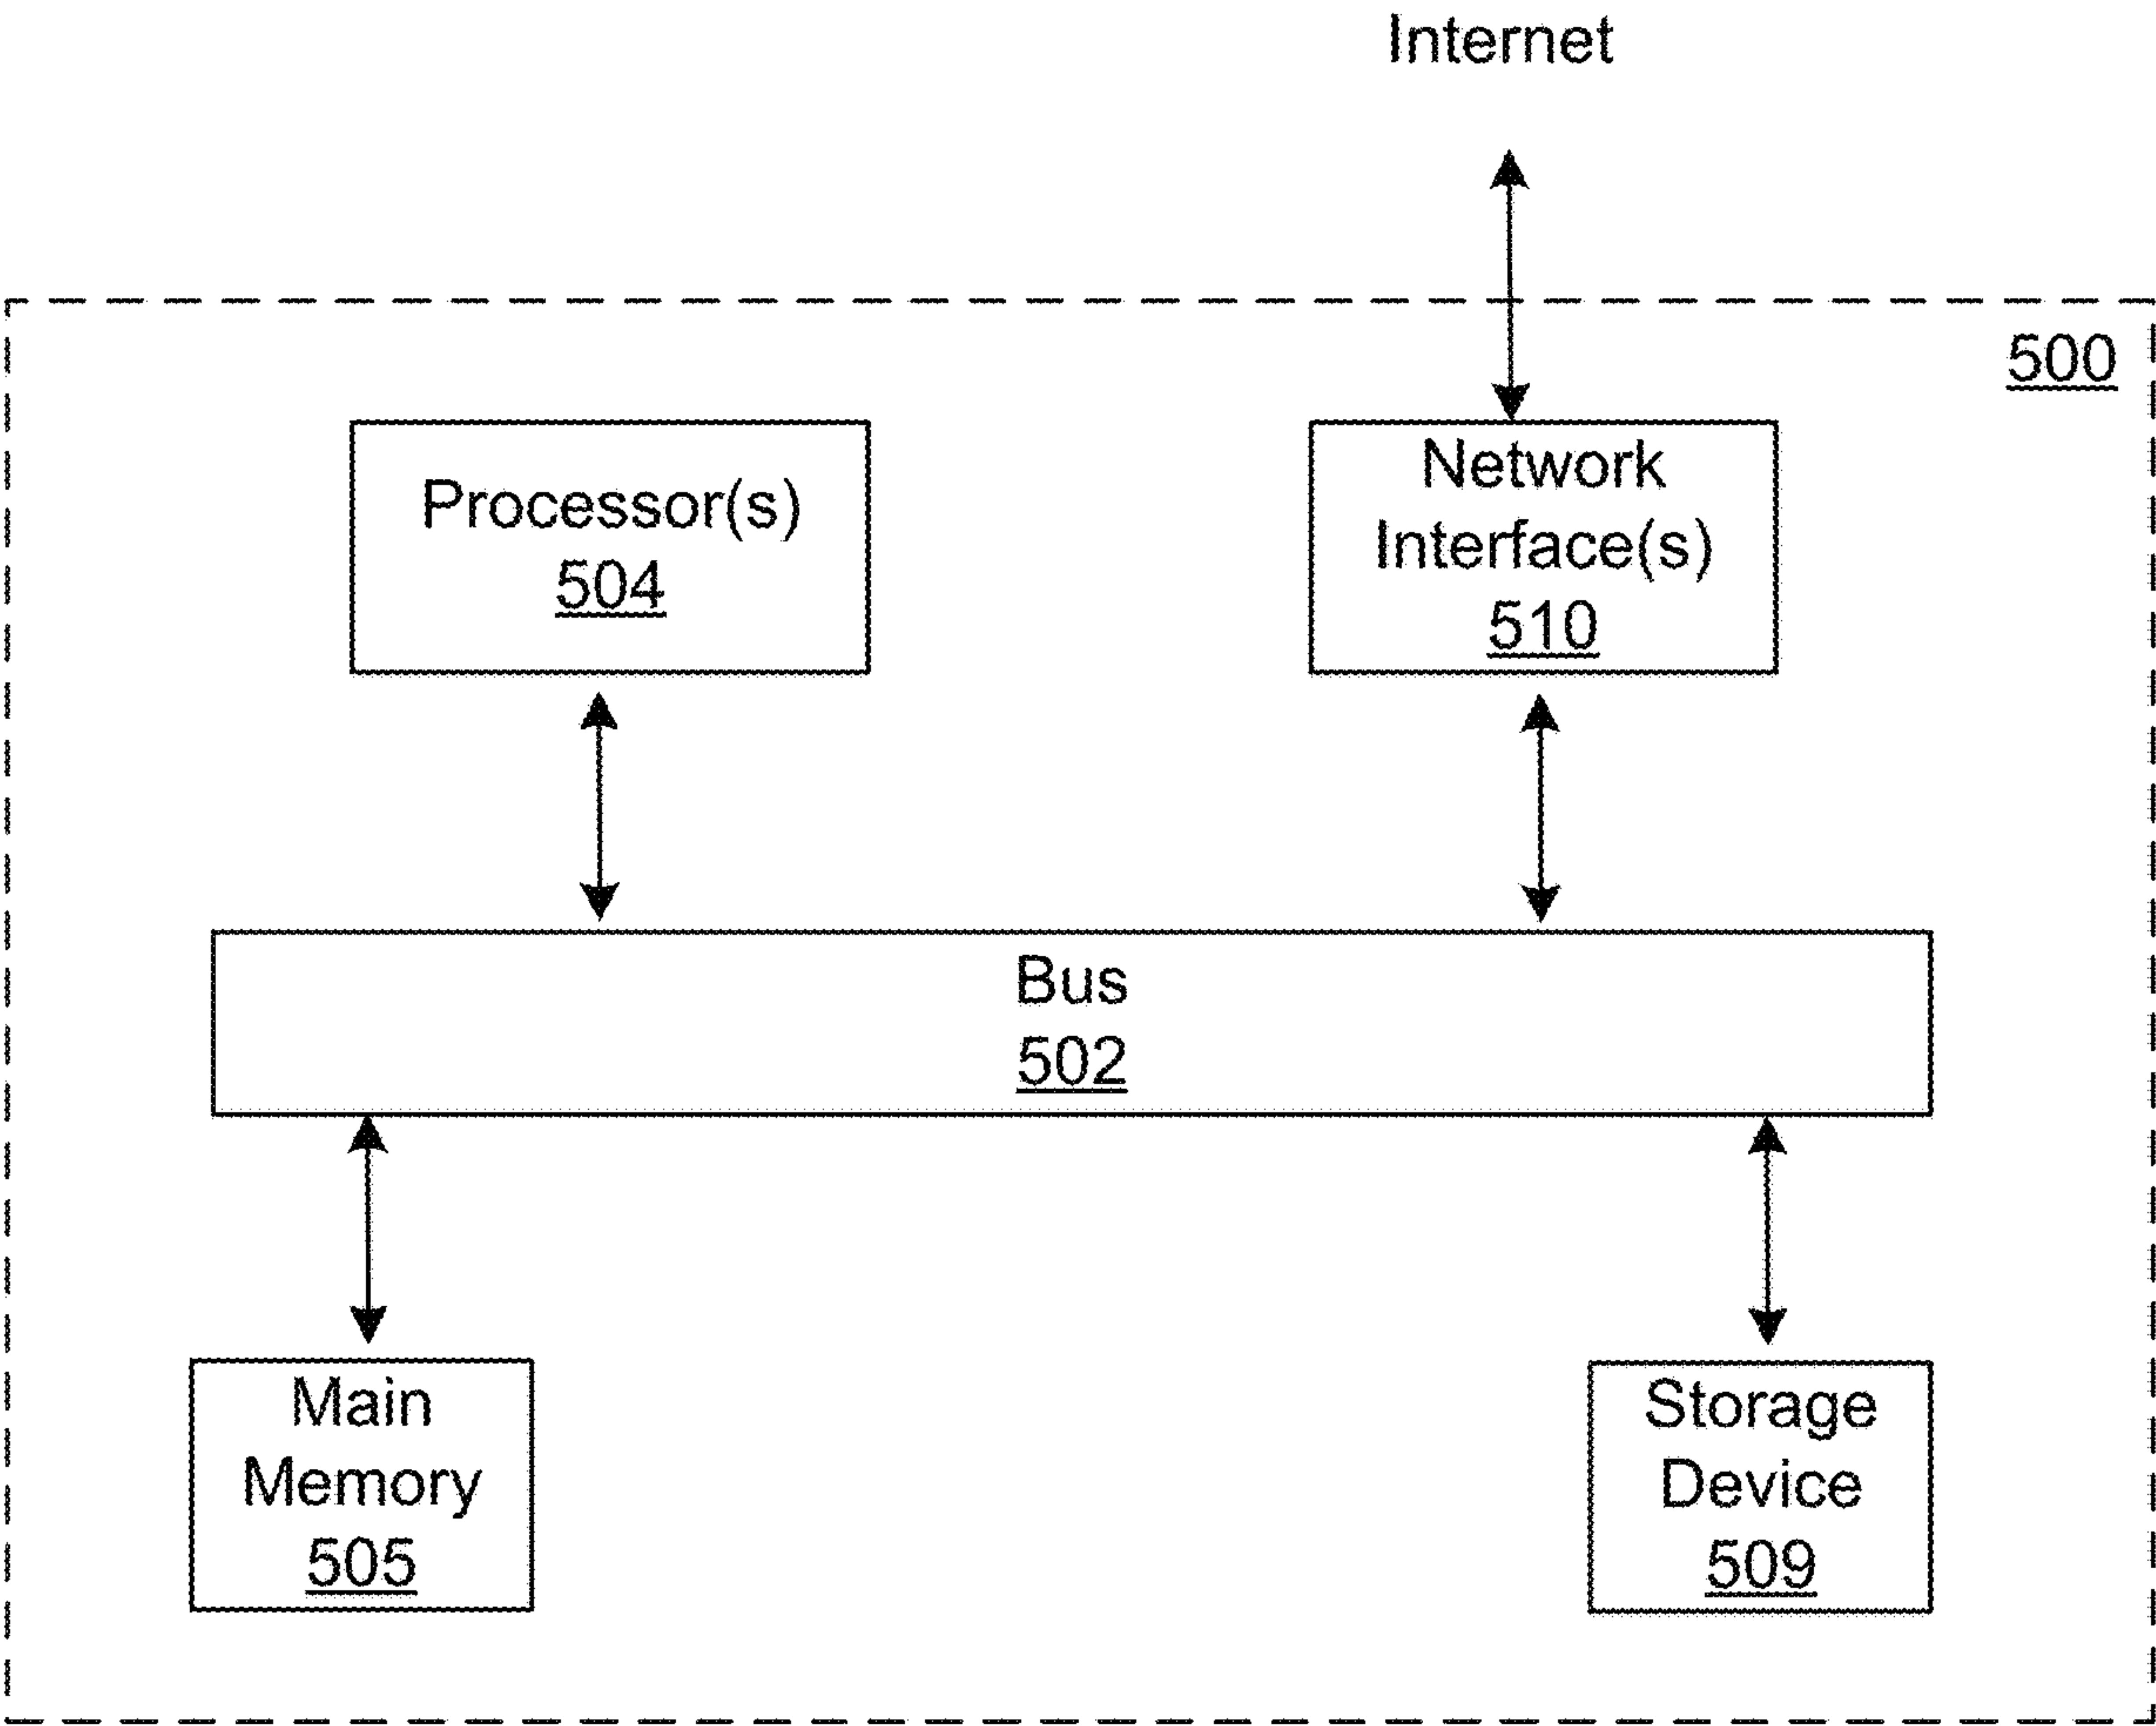 Internet
500
Processor(s)
504
Network
Interface(s)
510
Bus
502
Main
Memory
505
Storage
Device
509